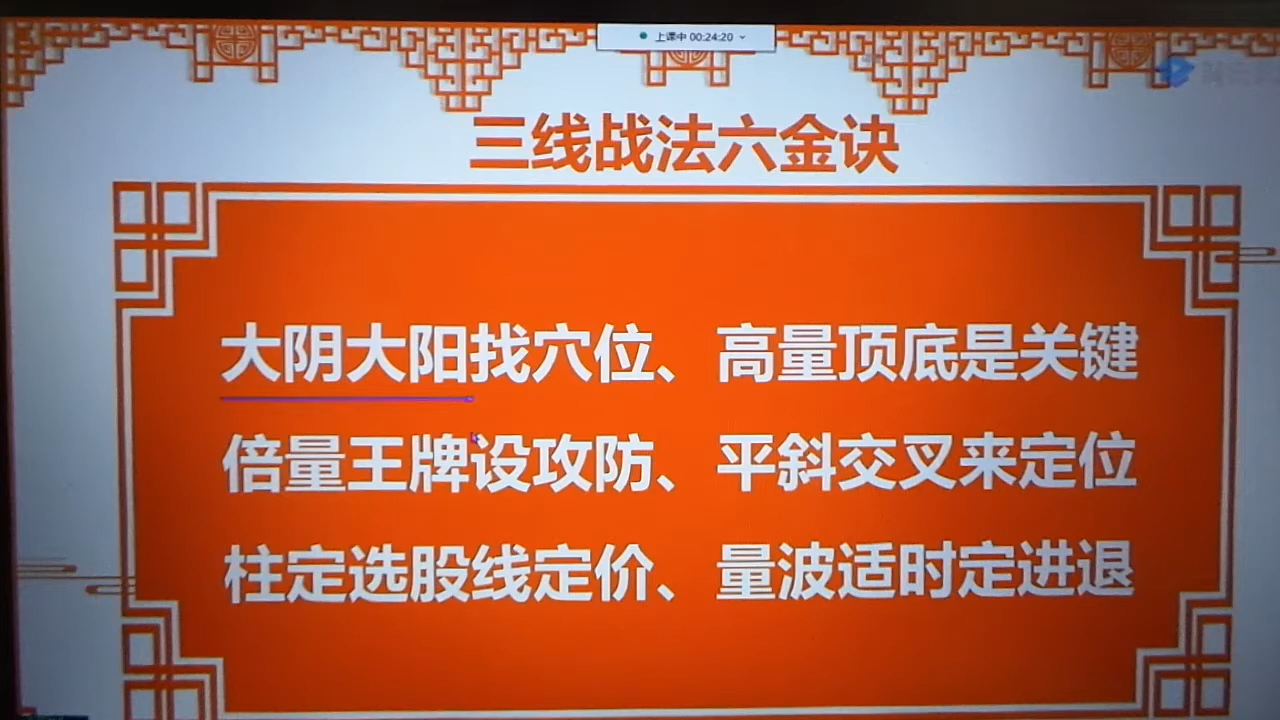 上课中 00:24:20
三线战法六金诀
大阴大阳找穴位、高量顶底是关键
倍量王牌设攻防、平斜交叉来定位
柱定选股线定价、量波适时定进退